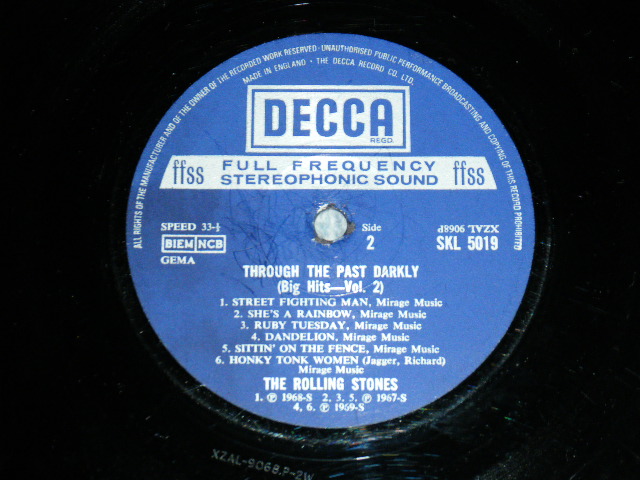 ALL RIGHTS OF THE MANUFACTURER AND OF THE OWNER OF THE RECORDED WORK RESERVED · UNAUTHORISED PUBLIC PERFORMANCE BROADCASTING AND COPYING OF THIS RECORD PROHIBITED
MADE IN ENGLAND · THE DECCA RECORD CO. LTD.
DECCA
REGD.
ffss FULL FREQUENCY STEREOPHONIC SOUND ffss
SPEED 33-⅓
BIEM NCB
GEMA
Side
2
XZAL 9068P
SKL 5019
THROUGH THE PAST DARKLY
(Big Hits—Vol. 2)
1. STREET FIGHTING MAN, Mirage Music
2. SHE'S A RAINBOW, Mirage Music
3. RUBY TUESDAY, Mirage Music
4. DANDELION, Mirage Music
5. SITTIN' ON THE FENCE, Mirage Music
6. HONKY TONK WOMEN (Jagger, Richard)
Mirage Music
THE ROLLING STONES
1. ℗ 1968-S 2, 3, 5. ℗ 1967-S
4, 6. ℗ 1969-S
XZAL-9068.P-2W